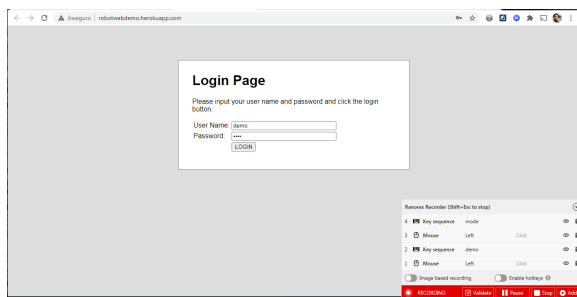 Inseguro | robotwebdemo.herokuapp.com
Login Page
Please input your user name and password and click the login
button.
User Name: demo
Password: ••••
LOGIN
Ranorex Recorder (Shift+Esc to stop)
4 Key sequence mode
3 Mouse Left Click
2 Key sequence demo
1 Mouse Left Click
Image based recording Enable hotkeys
RECORDING Validate Pause Stop Add